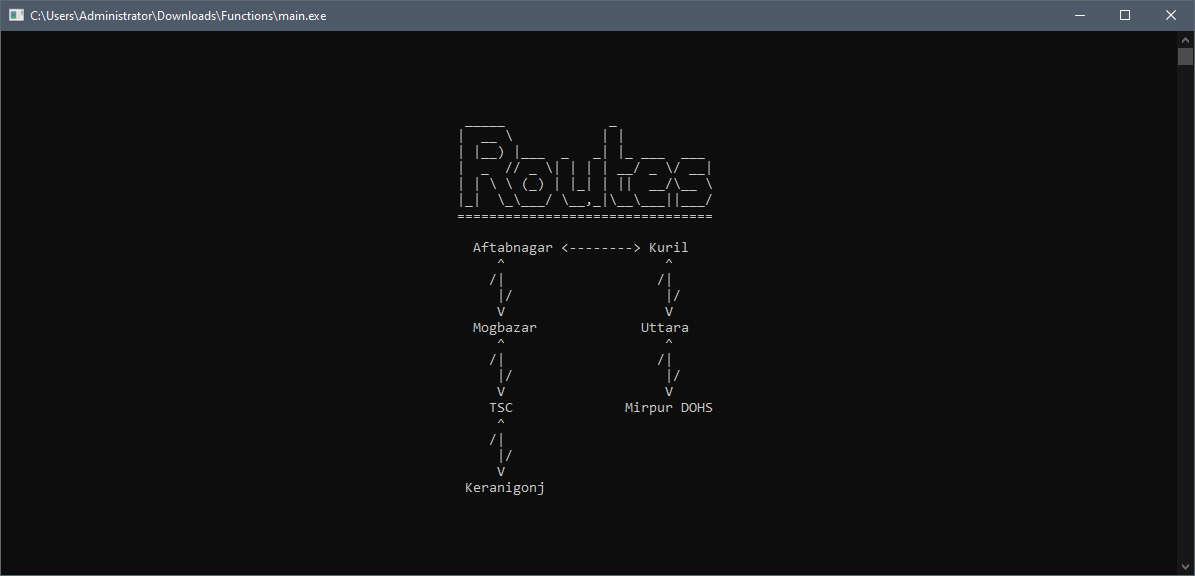 C:\Users\Administrator\Downloads\Functions\main.exe
Routes
================================
Aftabnagar <--------> Kuril
^ ^
/| /|
|/ |/
V V
Mogbazar Uttara
^ ^
/| /|
|/ |/
V V
TSC Mirpur DOHS
^
/|
|/
V
Keranigonj